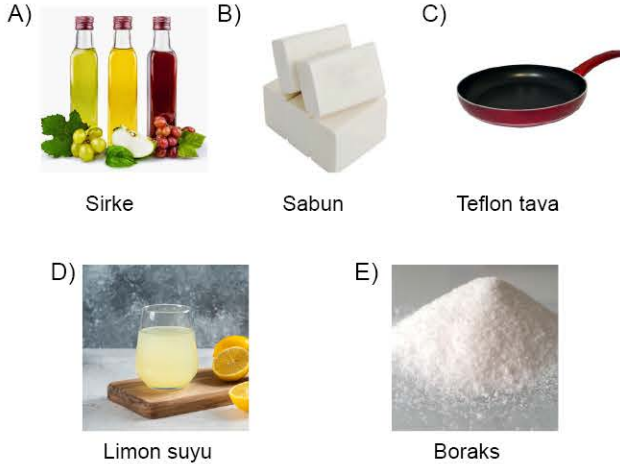 A)
B)
C)
Sirke
Sabun
Teflon tava
D)
E)
Limon suyu
Boraks